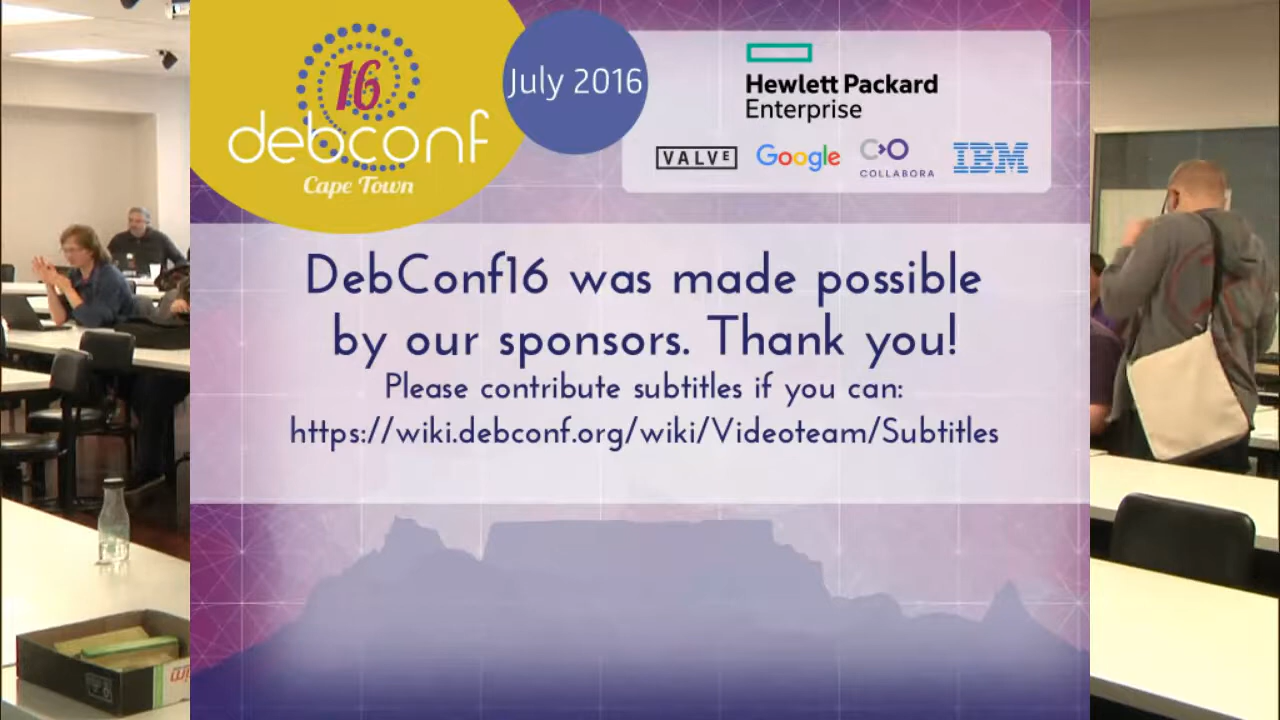 16
debconf
Cape Town
July 2016
Hewlett Packard
Enterprise
VALVE
Google
COLLABORA
IBM
DebConf16 was made possible
by our sponsors. Thank you!
Please contribute subtitles if you can:
https://wiki.debconf.org/wiki/Videoteam/Subtitles